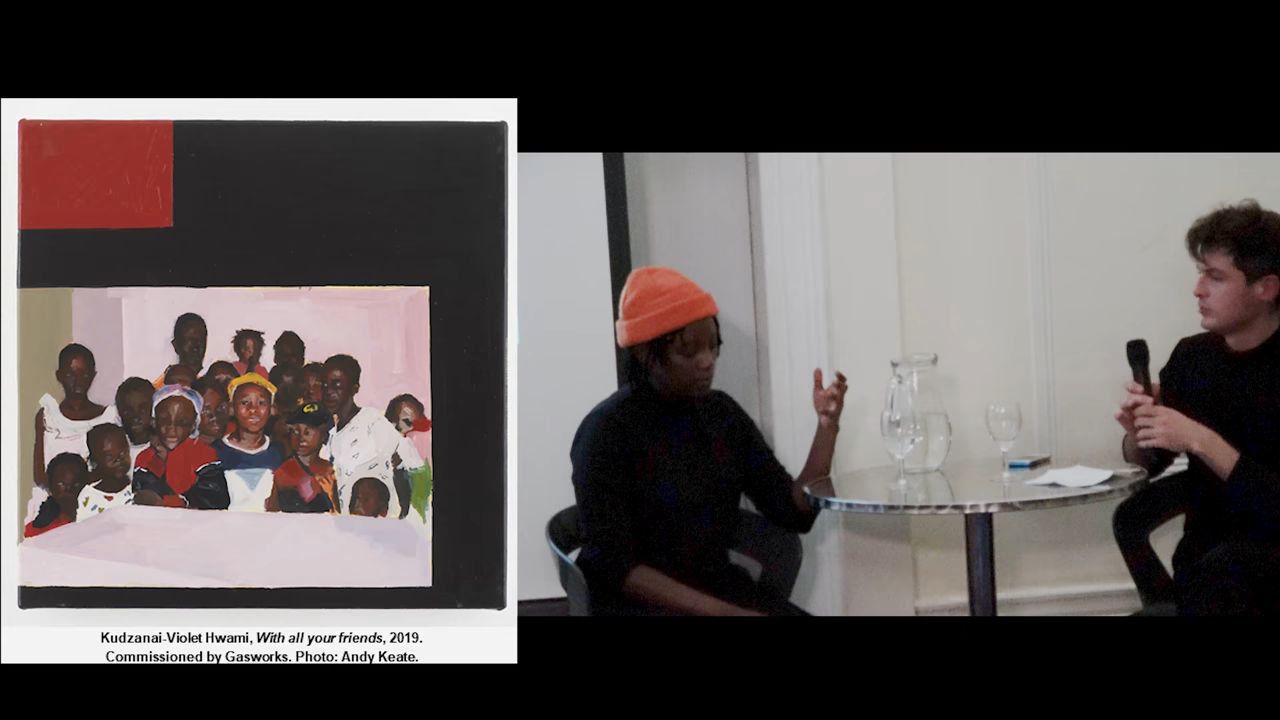 Kudzanai-Violet Hwami, With all your friends, 2019.
Commissioned by Gasworks. Photo: Andy Keate.